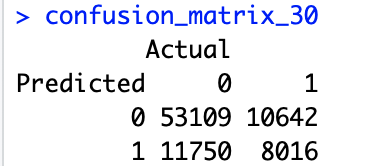 > confusion_matrix_30
Actual
Predicted 0 1
0 53109 10642
1 11750 8016